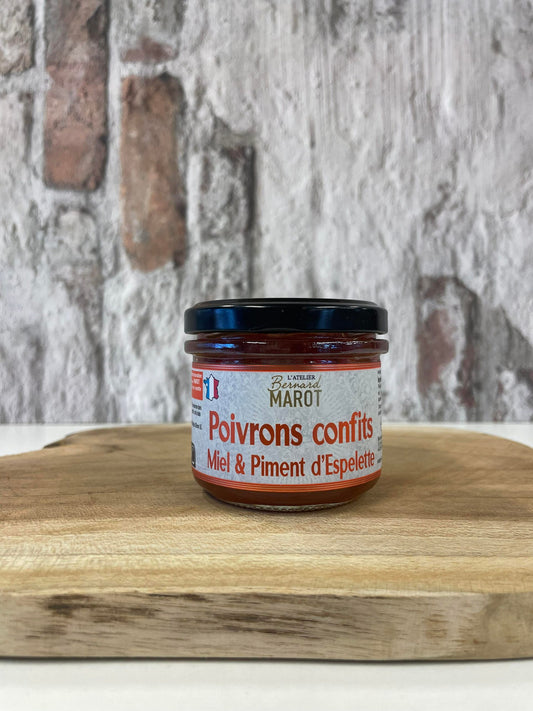 L'ATELIER
Bernard
MAROT
Poivrons confits
Miel & Piment d'Espelette